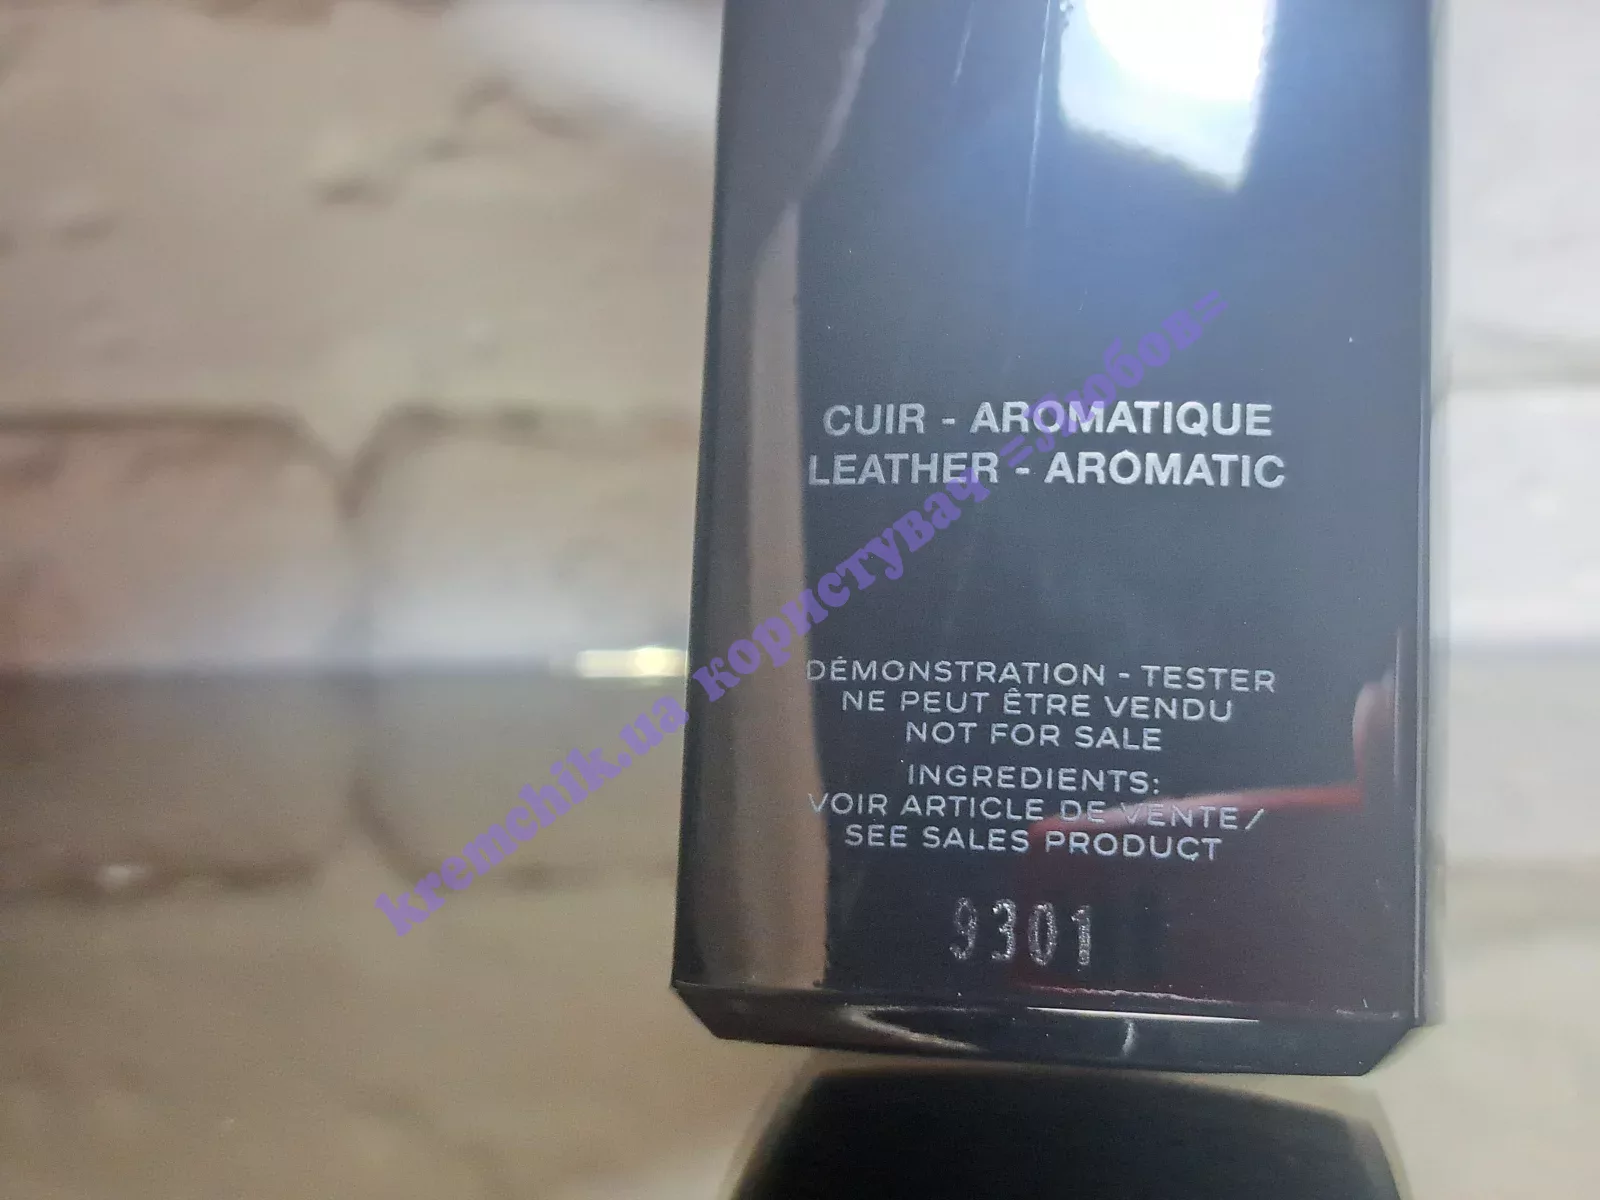 CUIR - AROMATIQUE
LEATHER - AROMATIC
DÉMONSTRATION - TESTER
NE PEUT ÊTRE VENDU
NOT FOR SALE
INGREDIENTS:
VOIR ARTICLE DE VENTE/
SEE SALES PRODUCT
9301
kremchik.ua користувач =Любов=